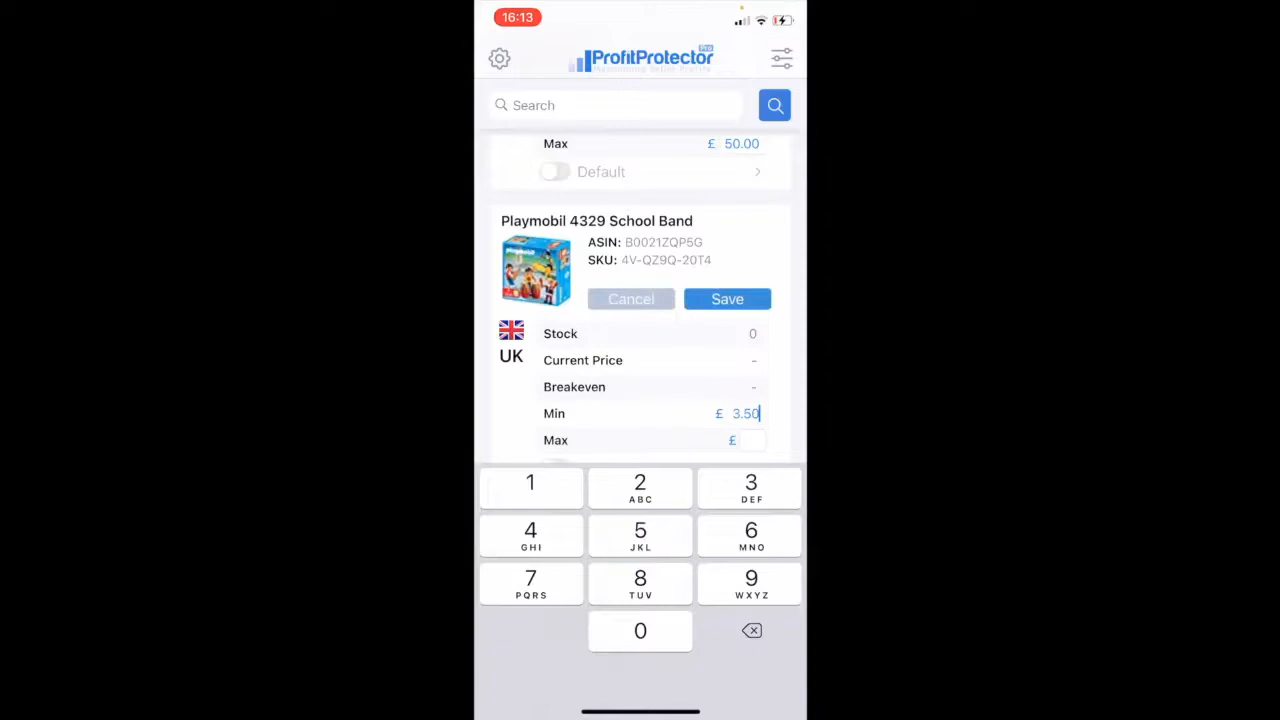 16:13
ProfitProtector Pro
Search
Max £ 50.00
Default
Playmobil 4329 School Band
ASIN: B0021ZQP5G
SKU: 4V-QZ9Q-20T4
Cancel Save
Stock 0
UK
Current Price -
Breakeven -
Min £ 3.50
Max £
1 2 3
ABC DEF
4 5 6
GHI JKL MNO
7 8 9
PQRS TUV WXYZ
0